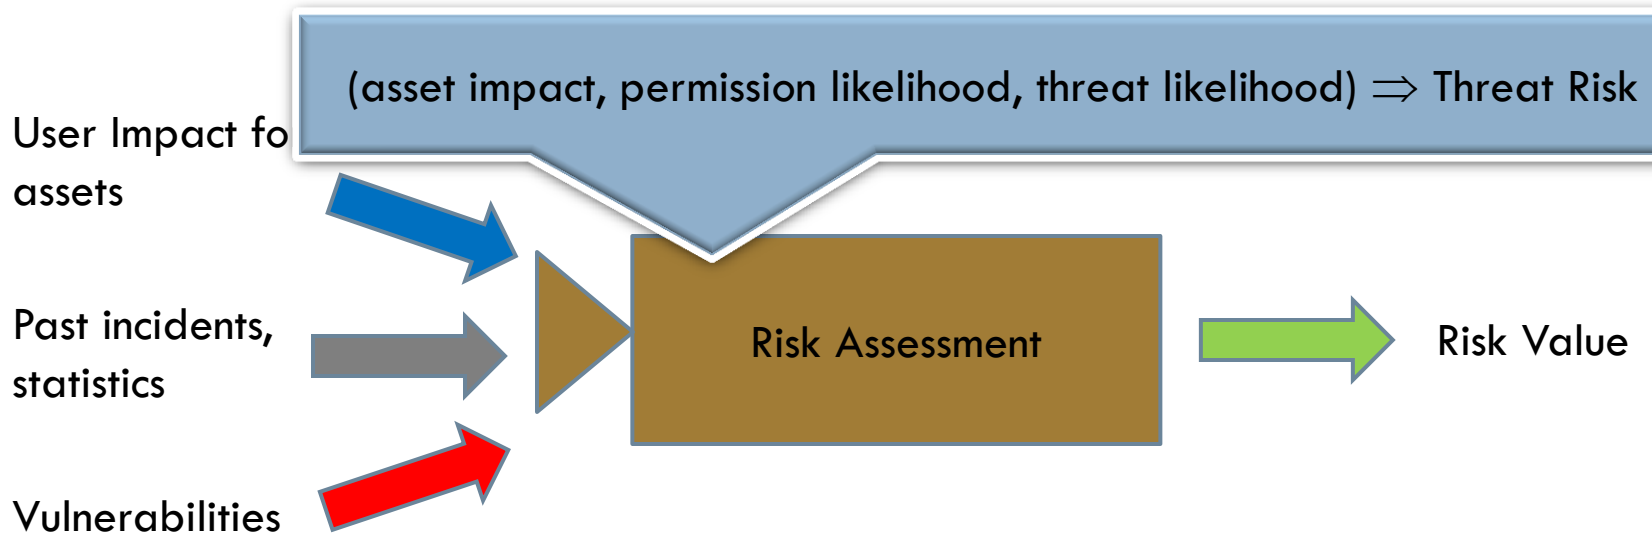 (asset impact, permission likelihood, threat likelihood) ⇒ Threat Risk
User Impact fo
assets
Past incidents,
statistics
Risk Assessment
Risk Value
Vulnerabilities